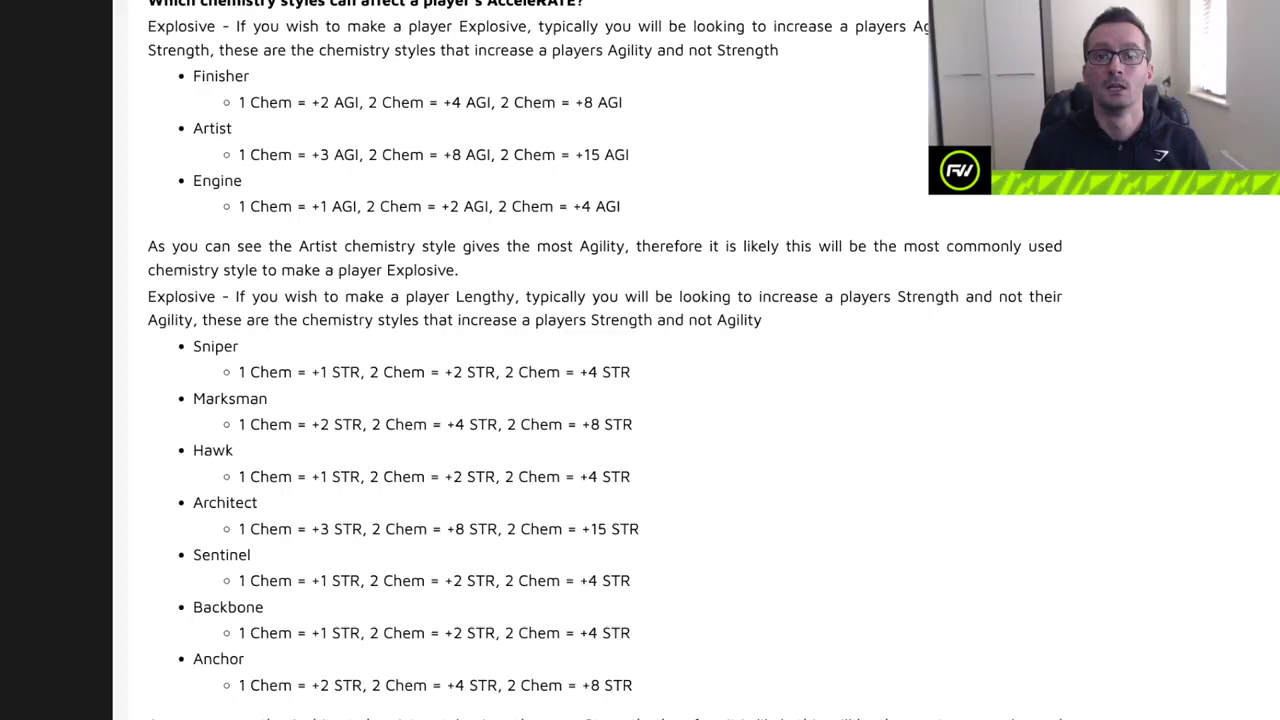 Which chemistry styles can affect a player's AcceleRATE?
Explosive - If you wish to make a player Explosive, typically you will be looking to increase a players
Strength, these are the chemistry styles that increase a players Agility and not Strength
• Finisher
○ 1 Chem = +2 AGI, 2 Chem = +4 AGI, 2 Chem = +8 AGI
• Artist
○ 1 Chem = +3 AGI, 2 Chem = +8 AGI, 2 Chem = +15 AGI
• Engine
○ 1 Chem = +1 AGI, 2 Chem = +2 AGI, 2 Chem = +4 AGI
As you can see the Artist chemistry style gives the most Agility, therefore it is likely this will be the most commonly used
chemistry style to make a player Explosive.
Explosive - If you wish to make a player Lengthy, typically you will be looking to increase a players Strength and not their
Agility, these are the chemistry styles that increase a players Strength and not Agility
• Sniper
○ 1 Chem = +1 STR, 2 Chem = +2 STR, 2 Chem = +4 STR
• Marksman
○ 1 Chem = +2 STR, 2 Chem = +4 STR, 2 Chem = +8 STR
• Hawk
○ 1 Chem = +1 STR, 2 Chem = +2 STR, 2 Chem = +4 STR
• Architect
○ 1 Chem = +3 STR, 2 Chem = +8 STR, 2 Chem = +15 STR
• Sentinel
○ 1 Chem = +1 STR, 2 Chem = +2 STR, 2 Chem = +4 STR
• Backbone
○ 1 Chem = +1 STR, 2 Chem = +2 STR, 2 Chem = +4 STR
• Anchor
○ 1 Chem = +2 STR, 2 Chem = +4 STR, 2 Chem = +8 STR